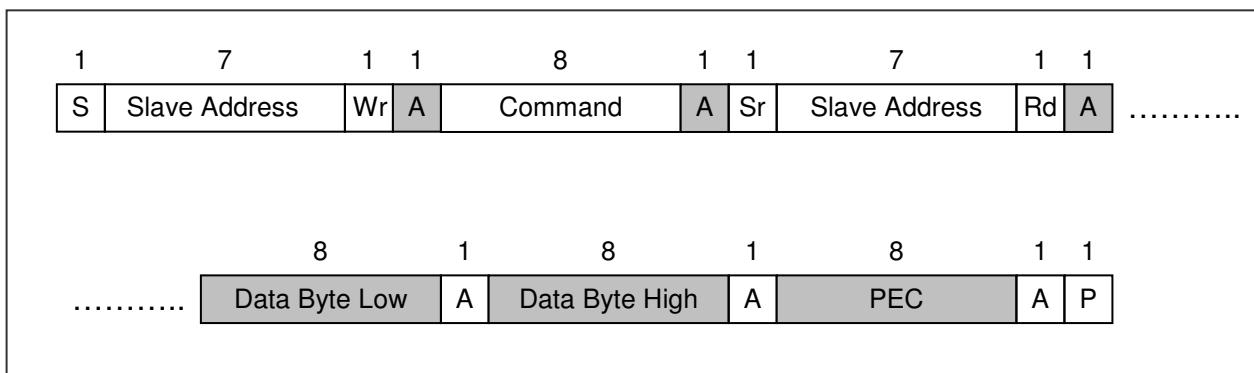 1 7 1 1 8 1 1 7 1 1
S Slave Address Wr A Command A Sr Slave Address Rd A ...........
8 1 8 1 8 1 1
........... Data Byte Low A Data Byte High A PEC A P